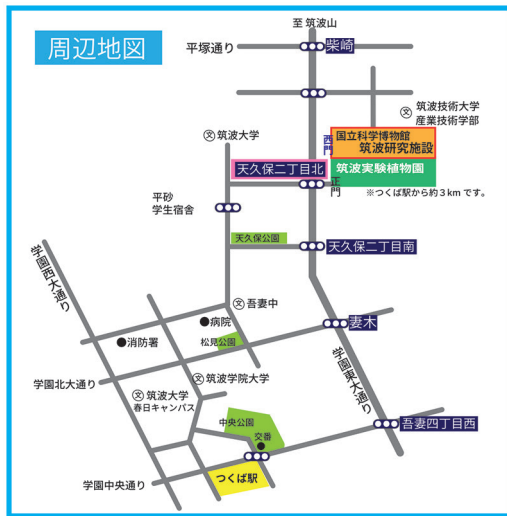 周辺地図
至 筑波山
平塚通り
柴崎
筑波技術大学
産業技術学部
文
国立科学博物館
筑波研究施設
西門
文 筑波大学
天久保二丁目北
筑波実験植物園
正門
※つくば駅から約3kmです。
平砂
学生宿舎
天久保公園
天久保二丁目南
学園西大通り
文 吾妻中
病院
妻木
消防署
松見公園
学園東大通り
文 筑波学院大学
学園北大通り
文 筑波大学
春日キャンパス
中央公園
吾妻四丁目西
交番
つくば駅
学園中央通り